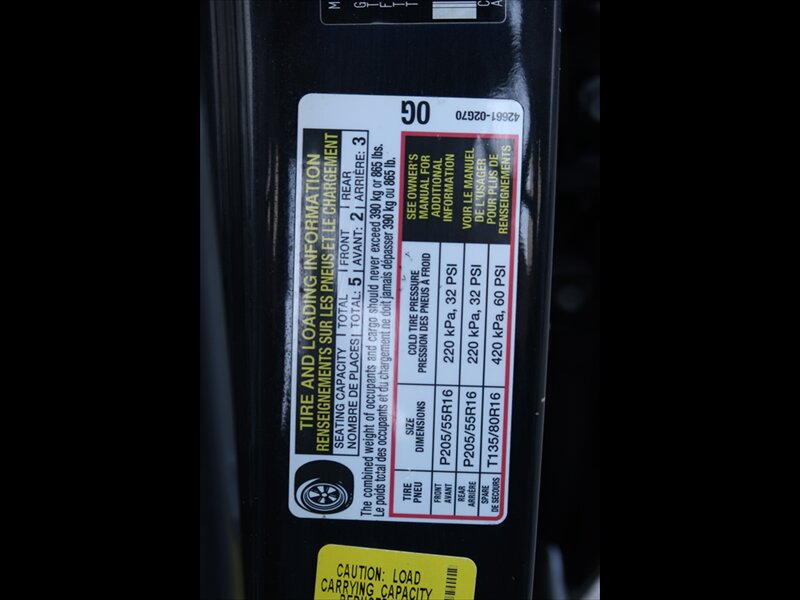 M
G
T
F
T
T
C
A
TIRE AND LOADING INFORMATION
RENSEIGNEMENTS SUR LES PNEUS ET LE CHARGEMENT
SEATING CAPACITY | TOTAL | FRONT | REAR
NOMBRE DE PLACES | TOTAL: 5 | AVANT: 2 | ARRIÈRE: 3
The combined weight of occupants and cargo should never exceed 390 kg or 865 lbs.
Le poids total des occupants et du chargement ne doit jamais dépasser 390 kg ou 865 lb.
TIRE
PNEU
SIZE
DIMENSIONS
COLD TIRE PRESSURE
PRESSION DES PNEUS À FROID
FRONT
AVANT
P205/55R16
220 kPa, 32 PSI
REAR
ARRIÈRE
P205/55R16
220 kPa, 32 PSI
SPARE
DE SECOURS
T135/80R16
420 kPa, 60 PSI
SEE OWNER'S
MANUAL FOR
ADDITIONAL
INFORMATION
VOIR LE MANUEL
DE L'USAGER
POUR PLUS DE
RENSEIGNEMENTS
0G
42661-02G70
CAUTION: LOAD
CARRYING CAPACITY